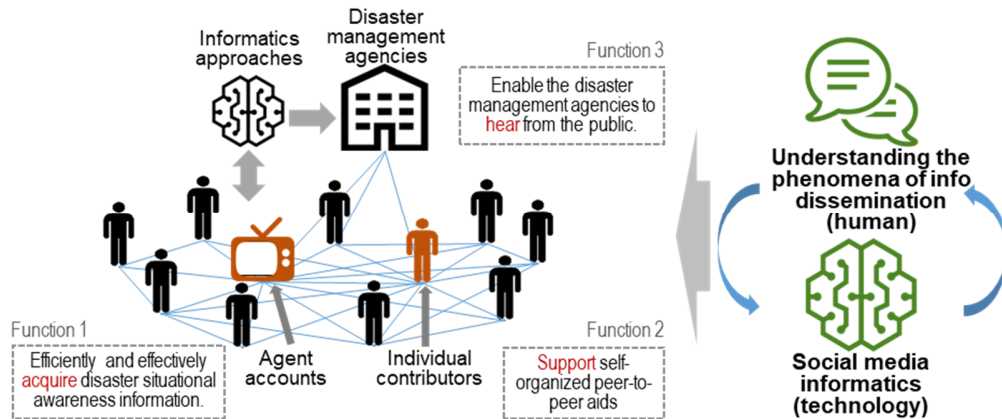 Informatics
approaches
Disaster
management
agencies
Function 3
Enable the disaster
management agencies to
hear from the public.
Function 1
Efficiently and effectively
acquire disaster situational
awareness information.
Agent
accounts
Individual
contributors
Function 2
Support self-
organized peer-to-
peer aids
Understanding the
phenomena of info
dissemination
(human)
Social media
informatics
(technology)